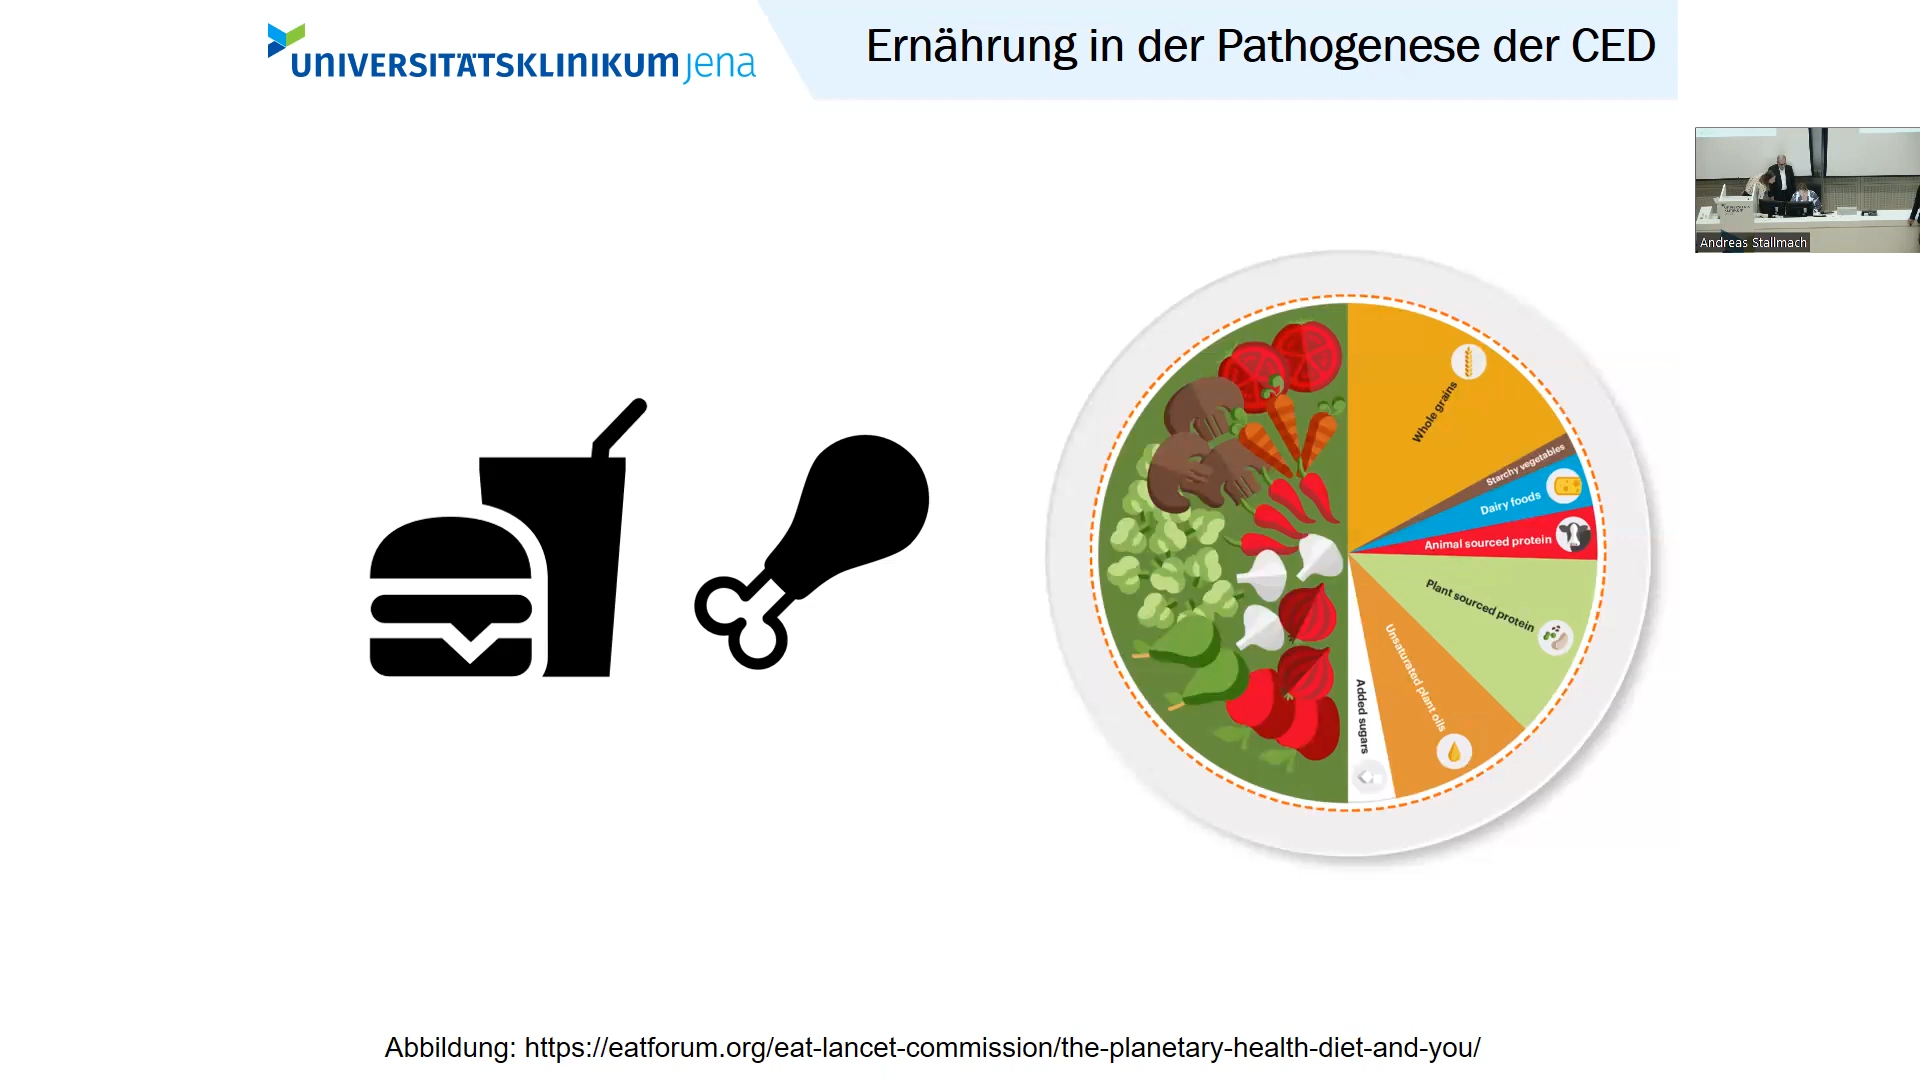 UNIVERSITÄTSKLINIKUM jena
Ernährung in der Pathogenese der CED
Andreas Stallmach
Whole grains
Starchy vegetables
Dairy foods
Animal sourced protein
Plant sourced protein
Unsaturated plant oils
Added sugars
Abbildung: https://eatforum.org/eat-lancet-commission/the-planetary-health-diet-and-you/